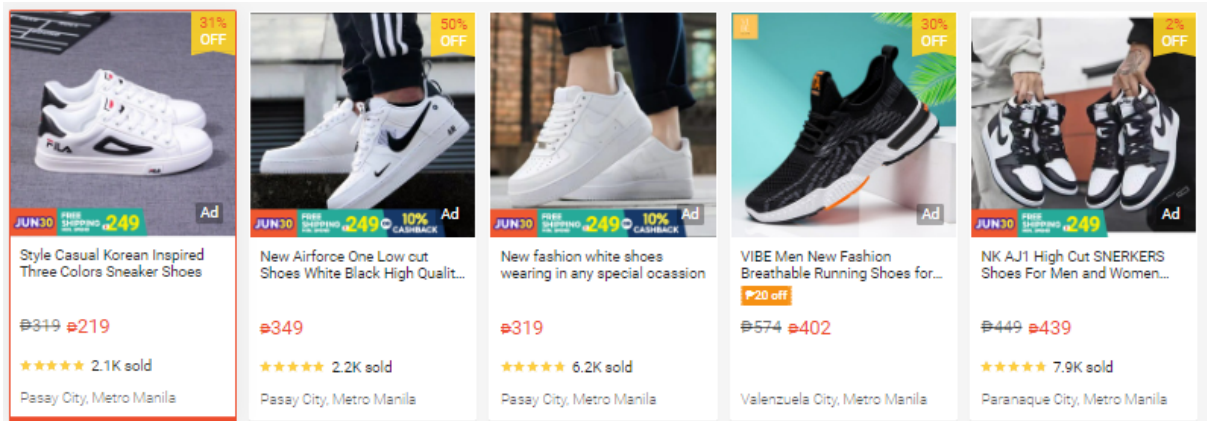 31%
OFF
FILA
FILA
JUN30
FREE
SHIPPING
₱249
Ad
Style Casual Korean Inspired
Three Colors Sneaker Shoes
₱319 ₱219
2.1K sold
Pasay City, Metro Manila
50%
OFF
AIR
JUN30
FREE
SHIPPING
₱249
10%
CASHBACK
Ad
New Airforce One Low cut
Shoes White Black High Qualit...
₱349
2.2K sold
Pasay City, Metro Manila
JUN30
FREE
SHIPPING
₱249
10%
CASHBACK
Ad
New fashion white shoes
wearing in any special ocassion
₱319
6.2K sold
Pasay City, Metro Manila
30%
OFF
Ad
VIBE Men New Fashion
Breathable Running Shoes for...
₱20 off
₱574 ₱402
Valenzuela City, Metro Manila
2%
OFF
JUN30
FREE
SHIPPING
₱249
Ad
NK AJ1 High Cut SNERKERS
Shoes For Men and Women...
₱449 ₱439
7.9K sold
Paranaque City, Metro Manila